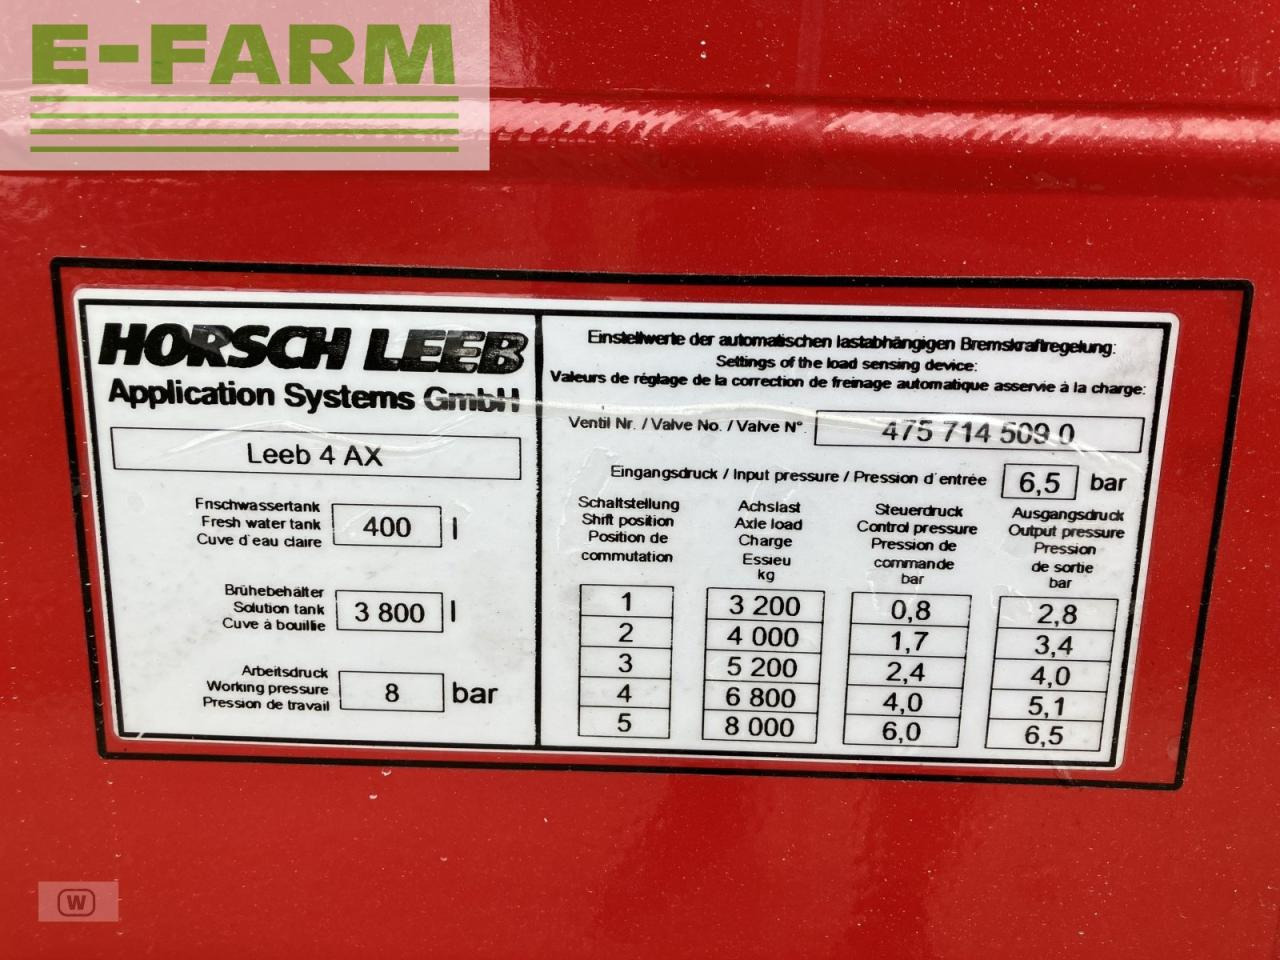 E-FARM
HORSCH LEEB
Application Systems GmbH
Leeb 4 AX
Frischwassertank
Fresh water tank
Cuve d'eau claire
400 l
Brühebehälter
Solution tank
Cuve à bouillie
3 800 l
Arbeitsdruck
Working pressure
Pression de travail
8 bar
Einstellwerte der automatischen lastabhängigen Bremskraftregelung:
Settings of the load sensing device:
Valeurs de réglage de la correction de freinage automatique asservie à la charge:
Ventil Nr. / Valve No. / Valve N°. 475 714 509 0
Eingangsdruck / Input pressure / Pression d'entrée 6,5 bar
Schaltstellung
Shift position
Position de
commutation
Achslast
Axle load
Charge
Essieu
kg
Steuerdruck
Control pressure
Pression de
commande
bar
Ausgangsdruck
Output pressure
Pression
de sortie
bar
1 3 200 0,8 2,8
2 4 000 1,7 3,4
3 5 200 2,4 4,0
4 6 800 4,0 5,1
5 8 000 6,0 6,5
W